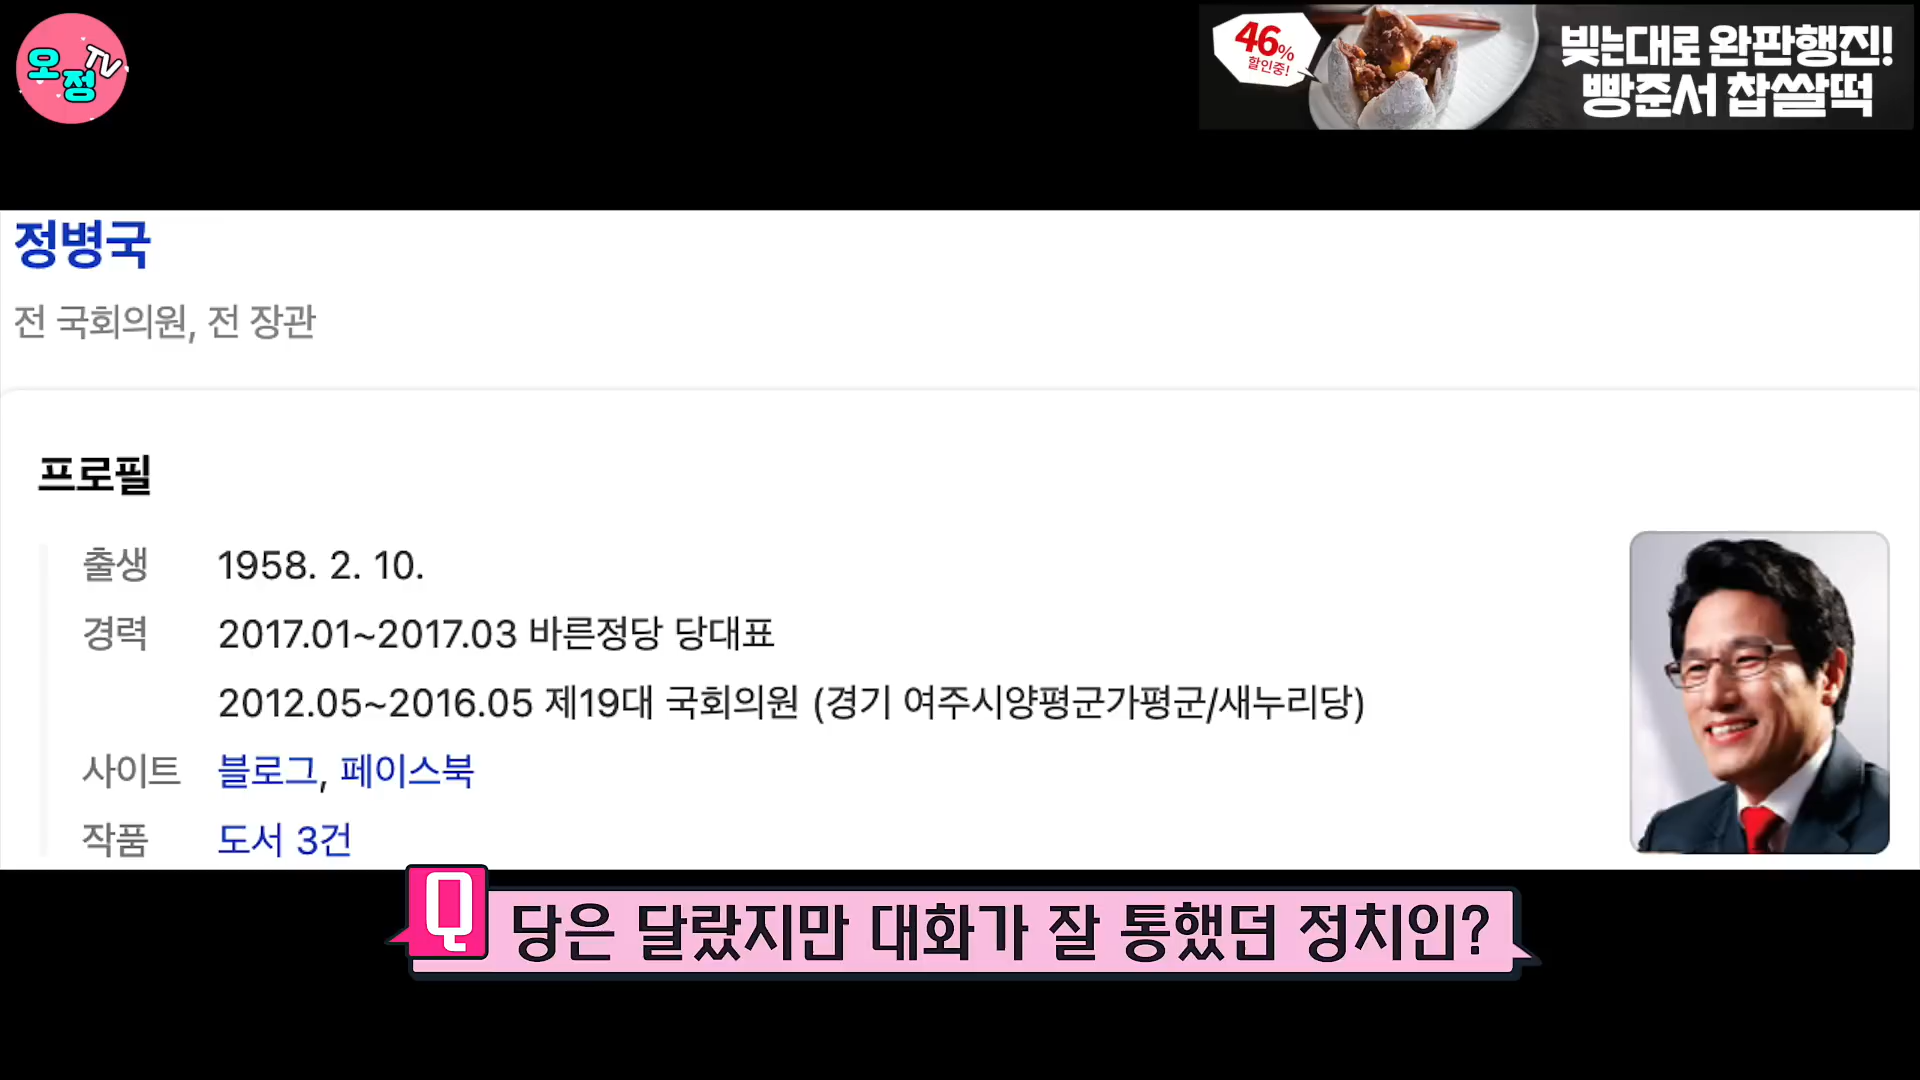 오정TV
46%
할인중!
빚는대로 완판행진!
빵준서 찹쌀떡
정병국
전 국회의원, 전 장관
프로필
출생 1958. 2. 10.
경력 2017.01~2017.03 바른정당 당대표
2012.05~2016.05 제19대 국회의원 (경기 여주시양평군가평군/새누리당)
사이트 블로그, 페이스북
작품 도서 3건
Q 당은 달랐지만 대화가 잘 통했던 정치인?